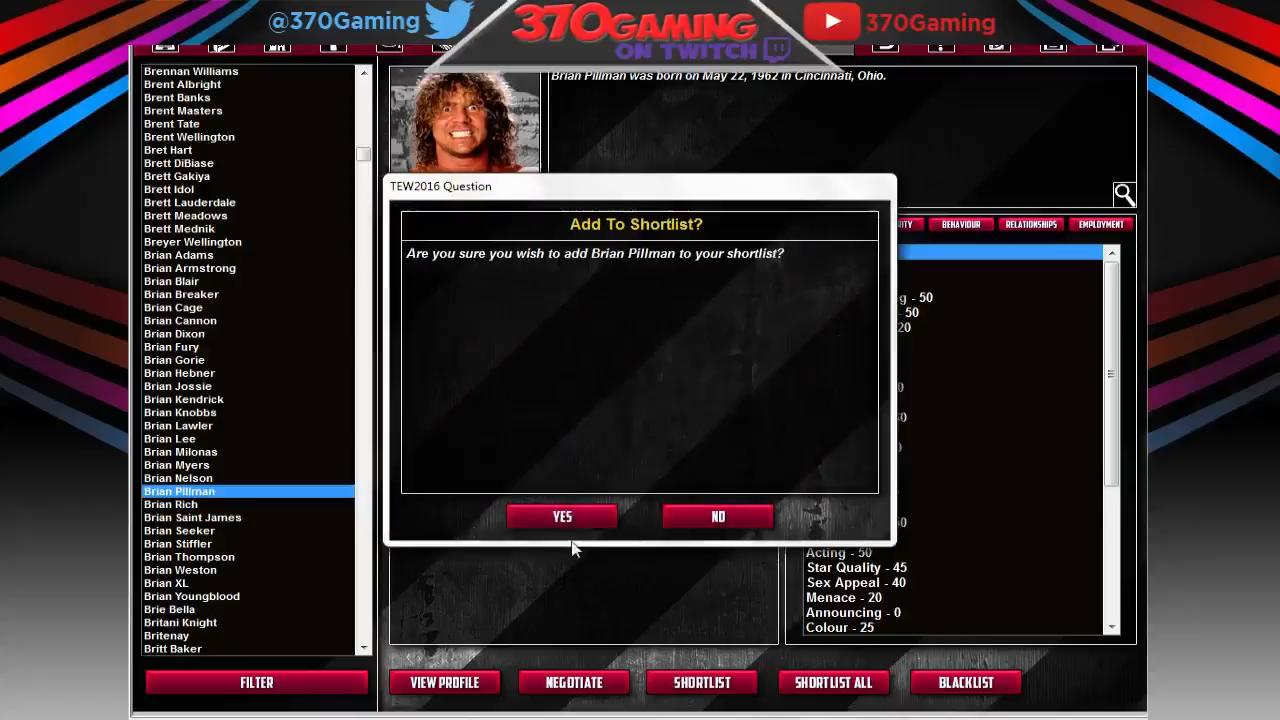 @370Gaming
370GAMING
ON TWITCH
370GAMING
Brian Pillman was born on May 22, 1962 in Cincinnati, Ohio.
Brennan Williams
Brent Albright
Brent Banks
Brent Masters
Brent Tate
Brent Wellington
Bret Hart
Brett DiBiase
Brett Gakiya
Brett Idol
Brett Lauderdale
Brett Meadows
Brett Mednik
Breyer Wellington
Brian Adams
Brian Armstrong
Brian Blair
Brian Breaker
Brian Cage
Brian Cannon
Brian Dixon
Brian Fury
Brian Gorie
Brian Hebner
Brian Jossie
Brian Kendrick
Brian Knobbs
Brian Lawler
Brian Lee
Brian Milonas
Brian Myers
Brian Nelson
Brian Pillman
Brian Rich
Brian Saint James
Brian Seeker
Brian Stiffler
Brian Thompson
Brian Weston
Brian XL
Brian Youngblood
Brie Bella
Britani Knight
Britenay
Britt Baker
FILTER
TEW2016 Question
Add To Shortlist?
Are you sure you wish to add Brian Pillman to your shortlist?
YES NO
BEHAVIOUR RELATIONSHIPS EMPLOYMENT
- 50
- 50
20
Acting - 50
Star Quality - 45
Sex Appeal - 40
Menace - 20
Announcing - 0
Colour - 25
VIEW PROFILE NEGOTIATE SHORTLIST SHORTLIST ALL BLACKLIST